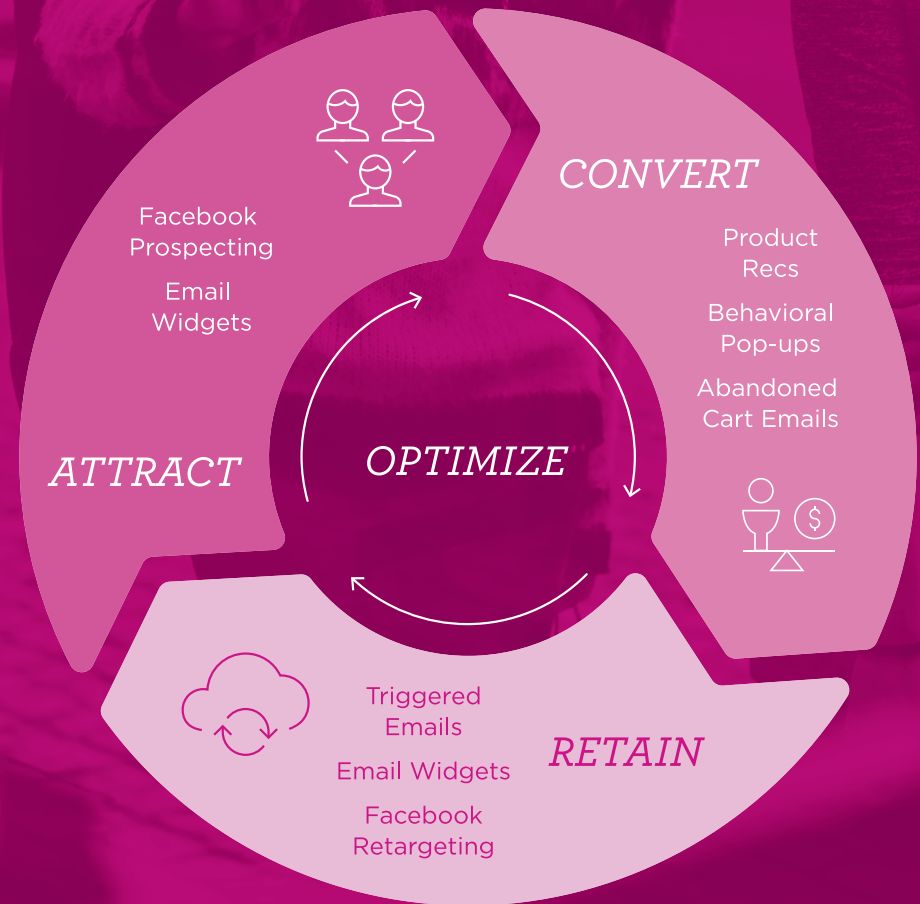 ATTRACT
Facebook
Prospecting
Email
Widgets
CONVERT
Product
Recs
Behavioral
Pop-ups
Abandoned
Cart Emails
$
OPTIMIZE
RETAIN
Triggered
Emails
Email Widgets
Facebook
Retargeting